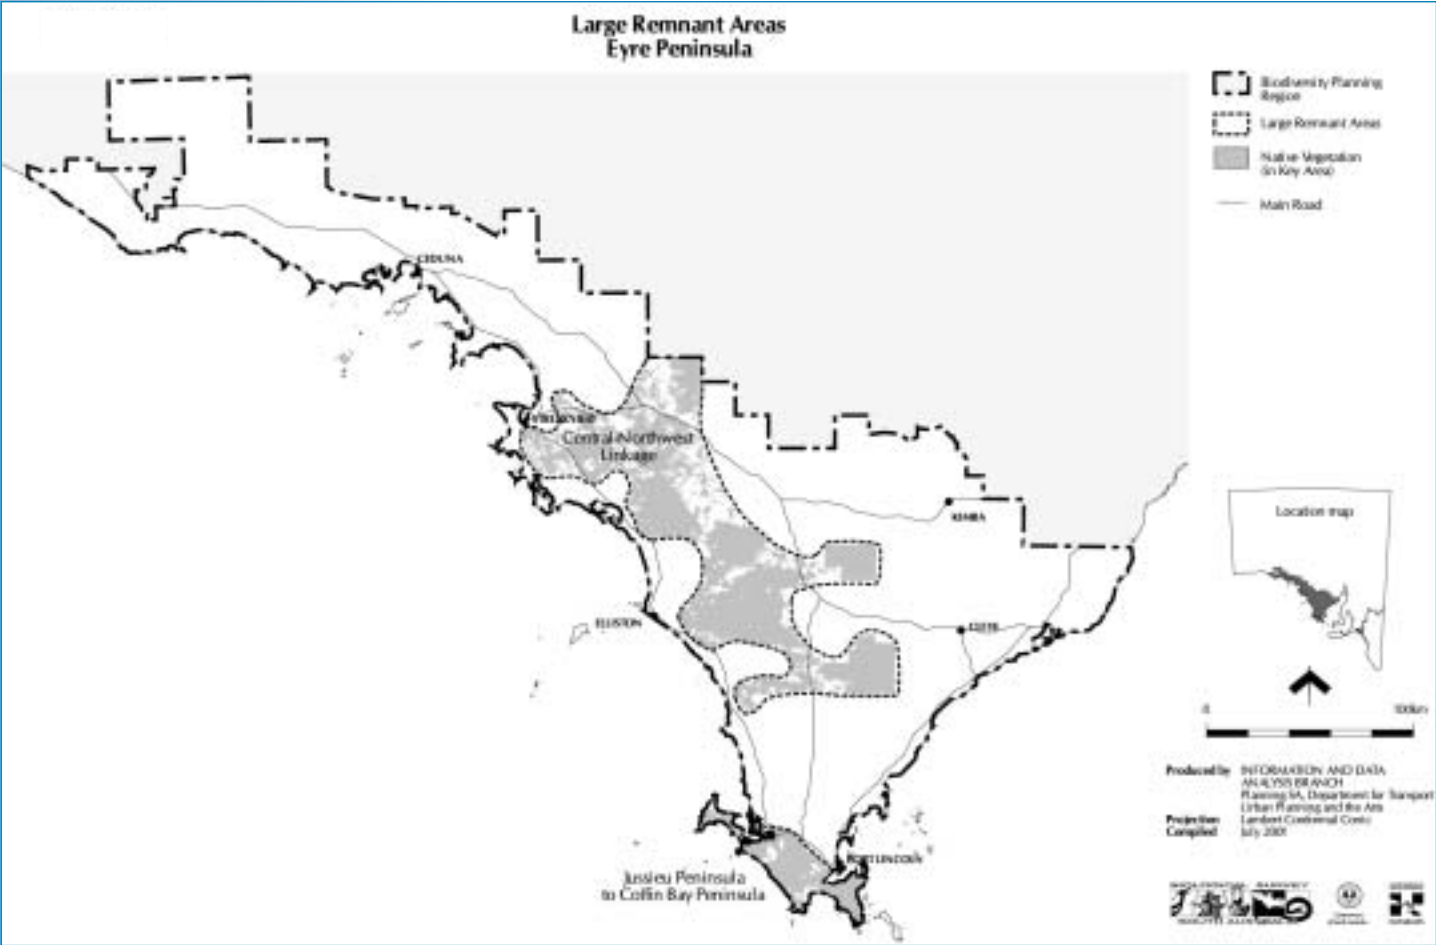 Large Remnant Areas
Eyre Peninsula
Biodiversity Planning
Region
Large Remnant Areas
Native Vegetation
(in Key Area)
Main Road
CEDUNA
Central-Northwest
Linkage
KIMBA
ELLISTON
CLEVE
Location map
0
100km
Produced by INFORMATION AND DATA
ANALYSIS BRANCH
Planning SA, Department for Transport
Urban Planning and the Arts
Projection Lambert Conformal Conic
Compiled July 2001
PORT LINCOLN
Jussieu Peninsula
to Coffin Bay Peninsula